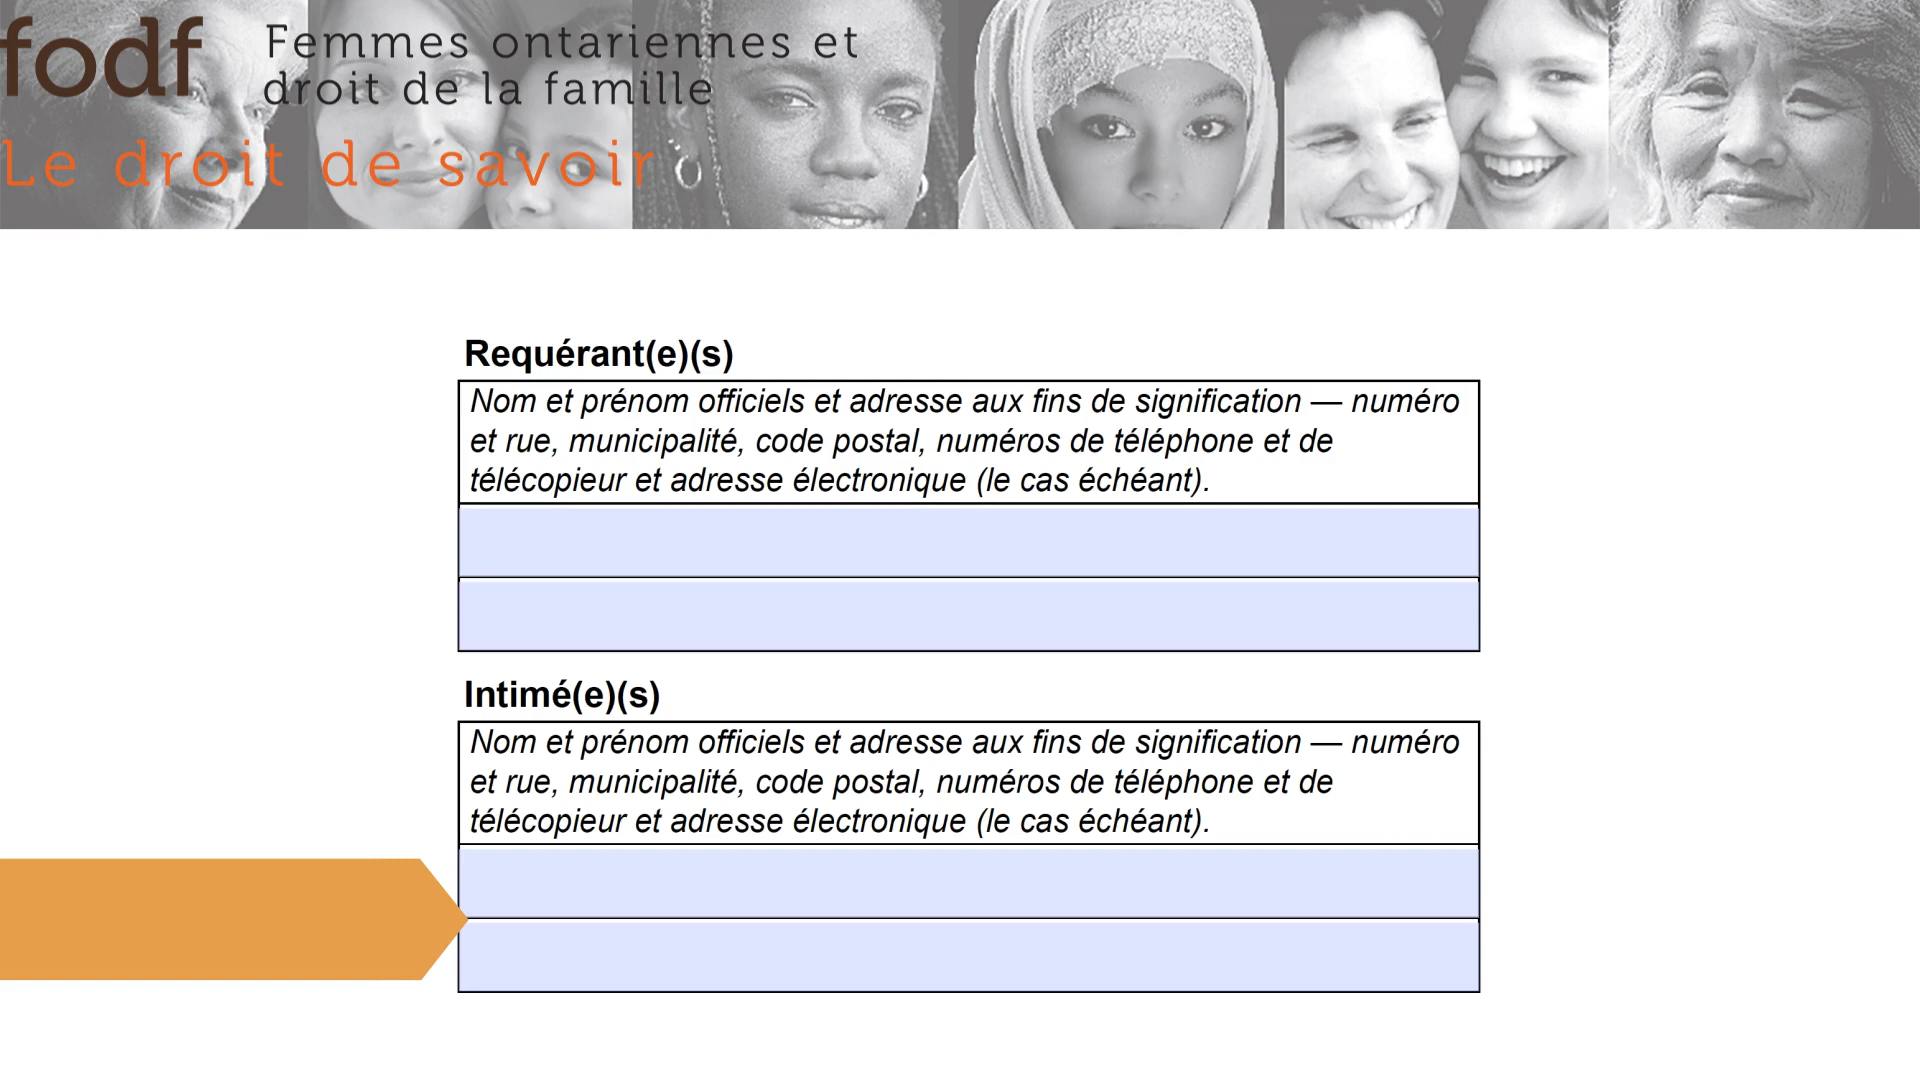 fodf
Femmes ontariennes et
droit de la famille
Le droit de savoir
Requérant(e)(s)
Nom et prénom officiels et adresse aux fins de signification — numéro
et rue, municipalité, code postal, numéros de téléphone et de
télécopieur et adresse électronique (le cas échéant).
Intimé(e)(s)
Nom et prénom officiels et adresse aux fins de signification — numéro
et rue, municipalité, code postal, numéros de téléphone et de
télécopieur et adresse électronique (le cas échéant).